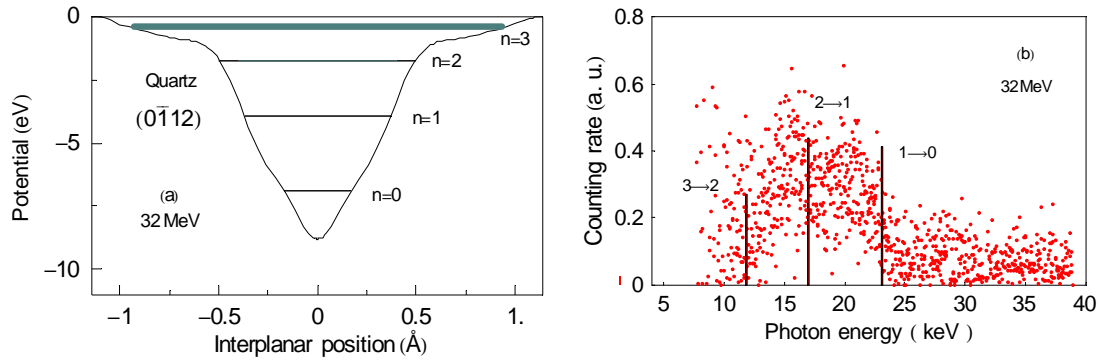 0
−5
−10
Potential (eV)
n=3
n=2
Quartz
(01̄12)
n=1
n=0
(a)
32 MeV
−1
−0.5
0
0.5
1.
Interplanar position (Å)
0.8
0.6
0.4
0.2
0
Counting rate (a. u.)
(b)
32 MeV
2→1
1→0
3→2
5
10
15
20
25
30
35
40
Photon energy ( keV)